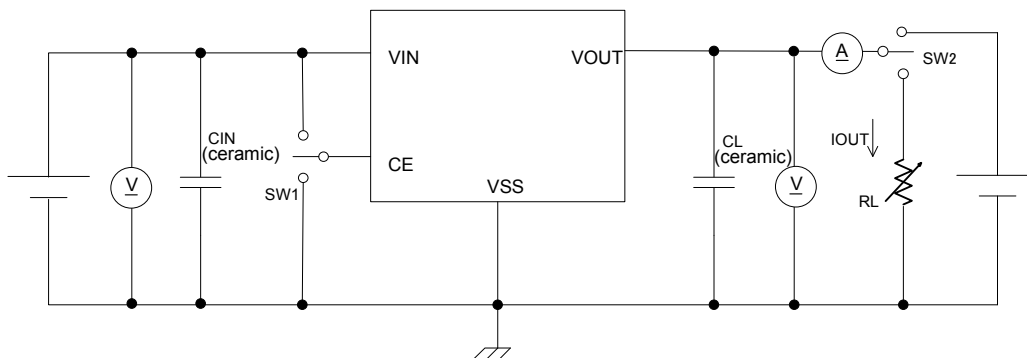 VIN
VOUT
A
SW2
CIN
(ceramic)
CE
CL
(ceramic)
IOUT
V
SW1
VSS
V
RL